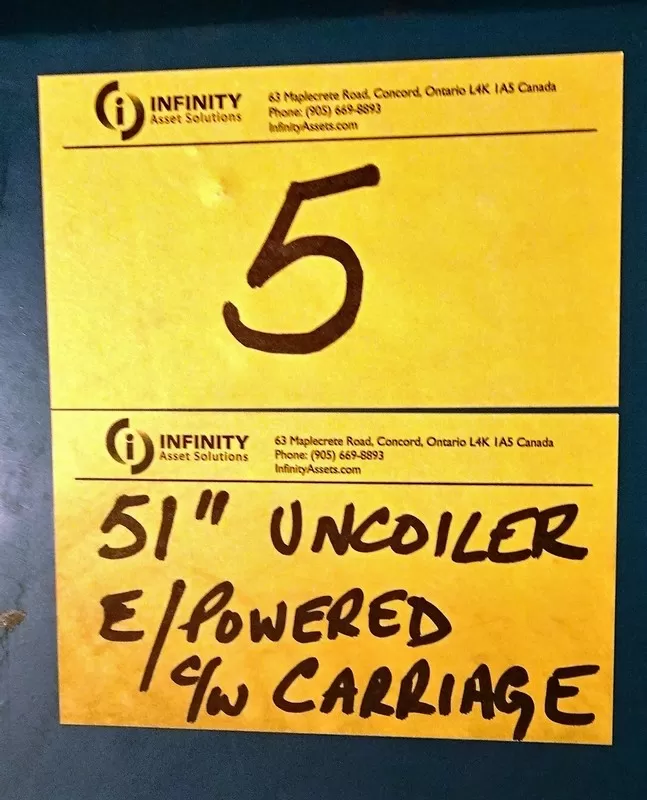 INFINITY
Asset Solutions
63 Maplecrete Road, Concord, Ontario L4K 1A5 Canada
Phone: (905) 669-8893
InfinityAssets.com
5
INFINITY
Asset Solutions
63 Maplecrete Road, Concord, Ontario L4K 1A5 Canada
Phone: (905) 669-8893
InfinityAssets.com
51" UNCOILER
E/POWERED
c/w CARRIAGE